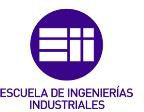 ESCUELA DE INGENIERÍAS
INDUSTRIALES